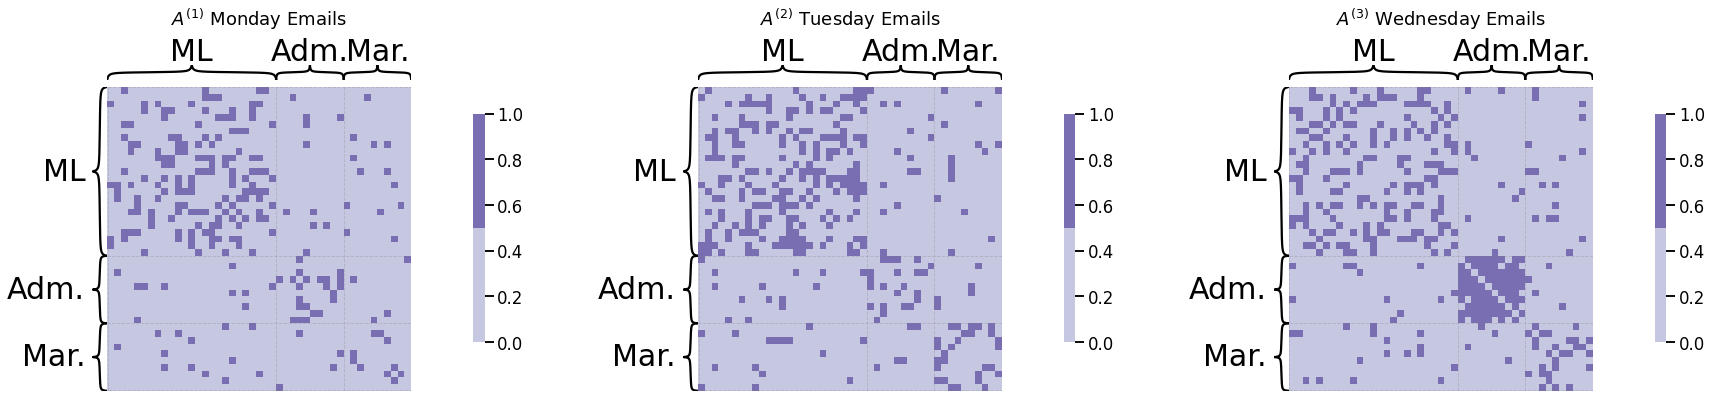 A⁽¹⁾ Monday Emails
ML Adm. Mar.
ML
Adm.
Mar.
1.0
0.8
0.6
0.4
0.2
0.0
A⁽²⁾ Tuesday Emails
ML Adm. Mar.
ML
Adm.
Mar.
1.0
0.8
0.6
0.4
0.2
0.0
A⁽³⁾ Wednesday Emails
ML Adm. Mar.
ML
Adm.
Mar.
1.0
0.8
0.6
0.4
0.2
0.0